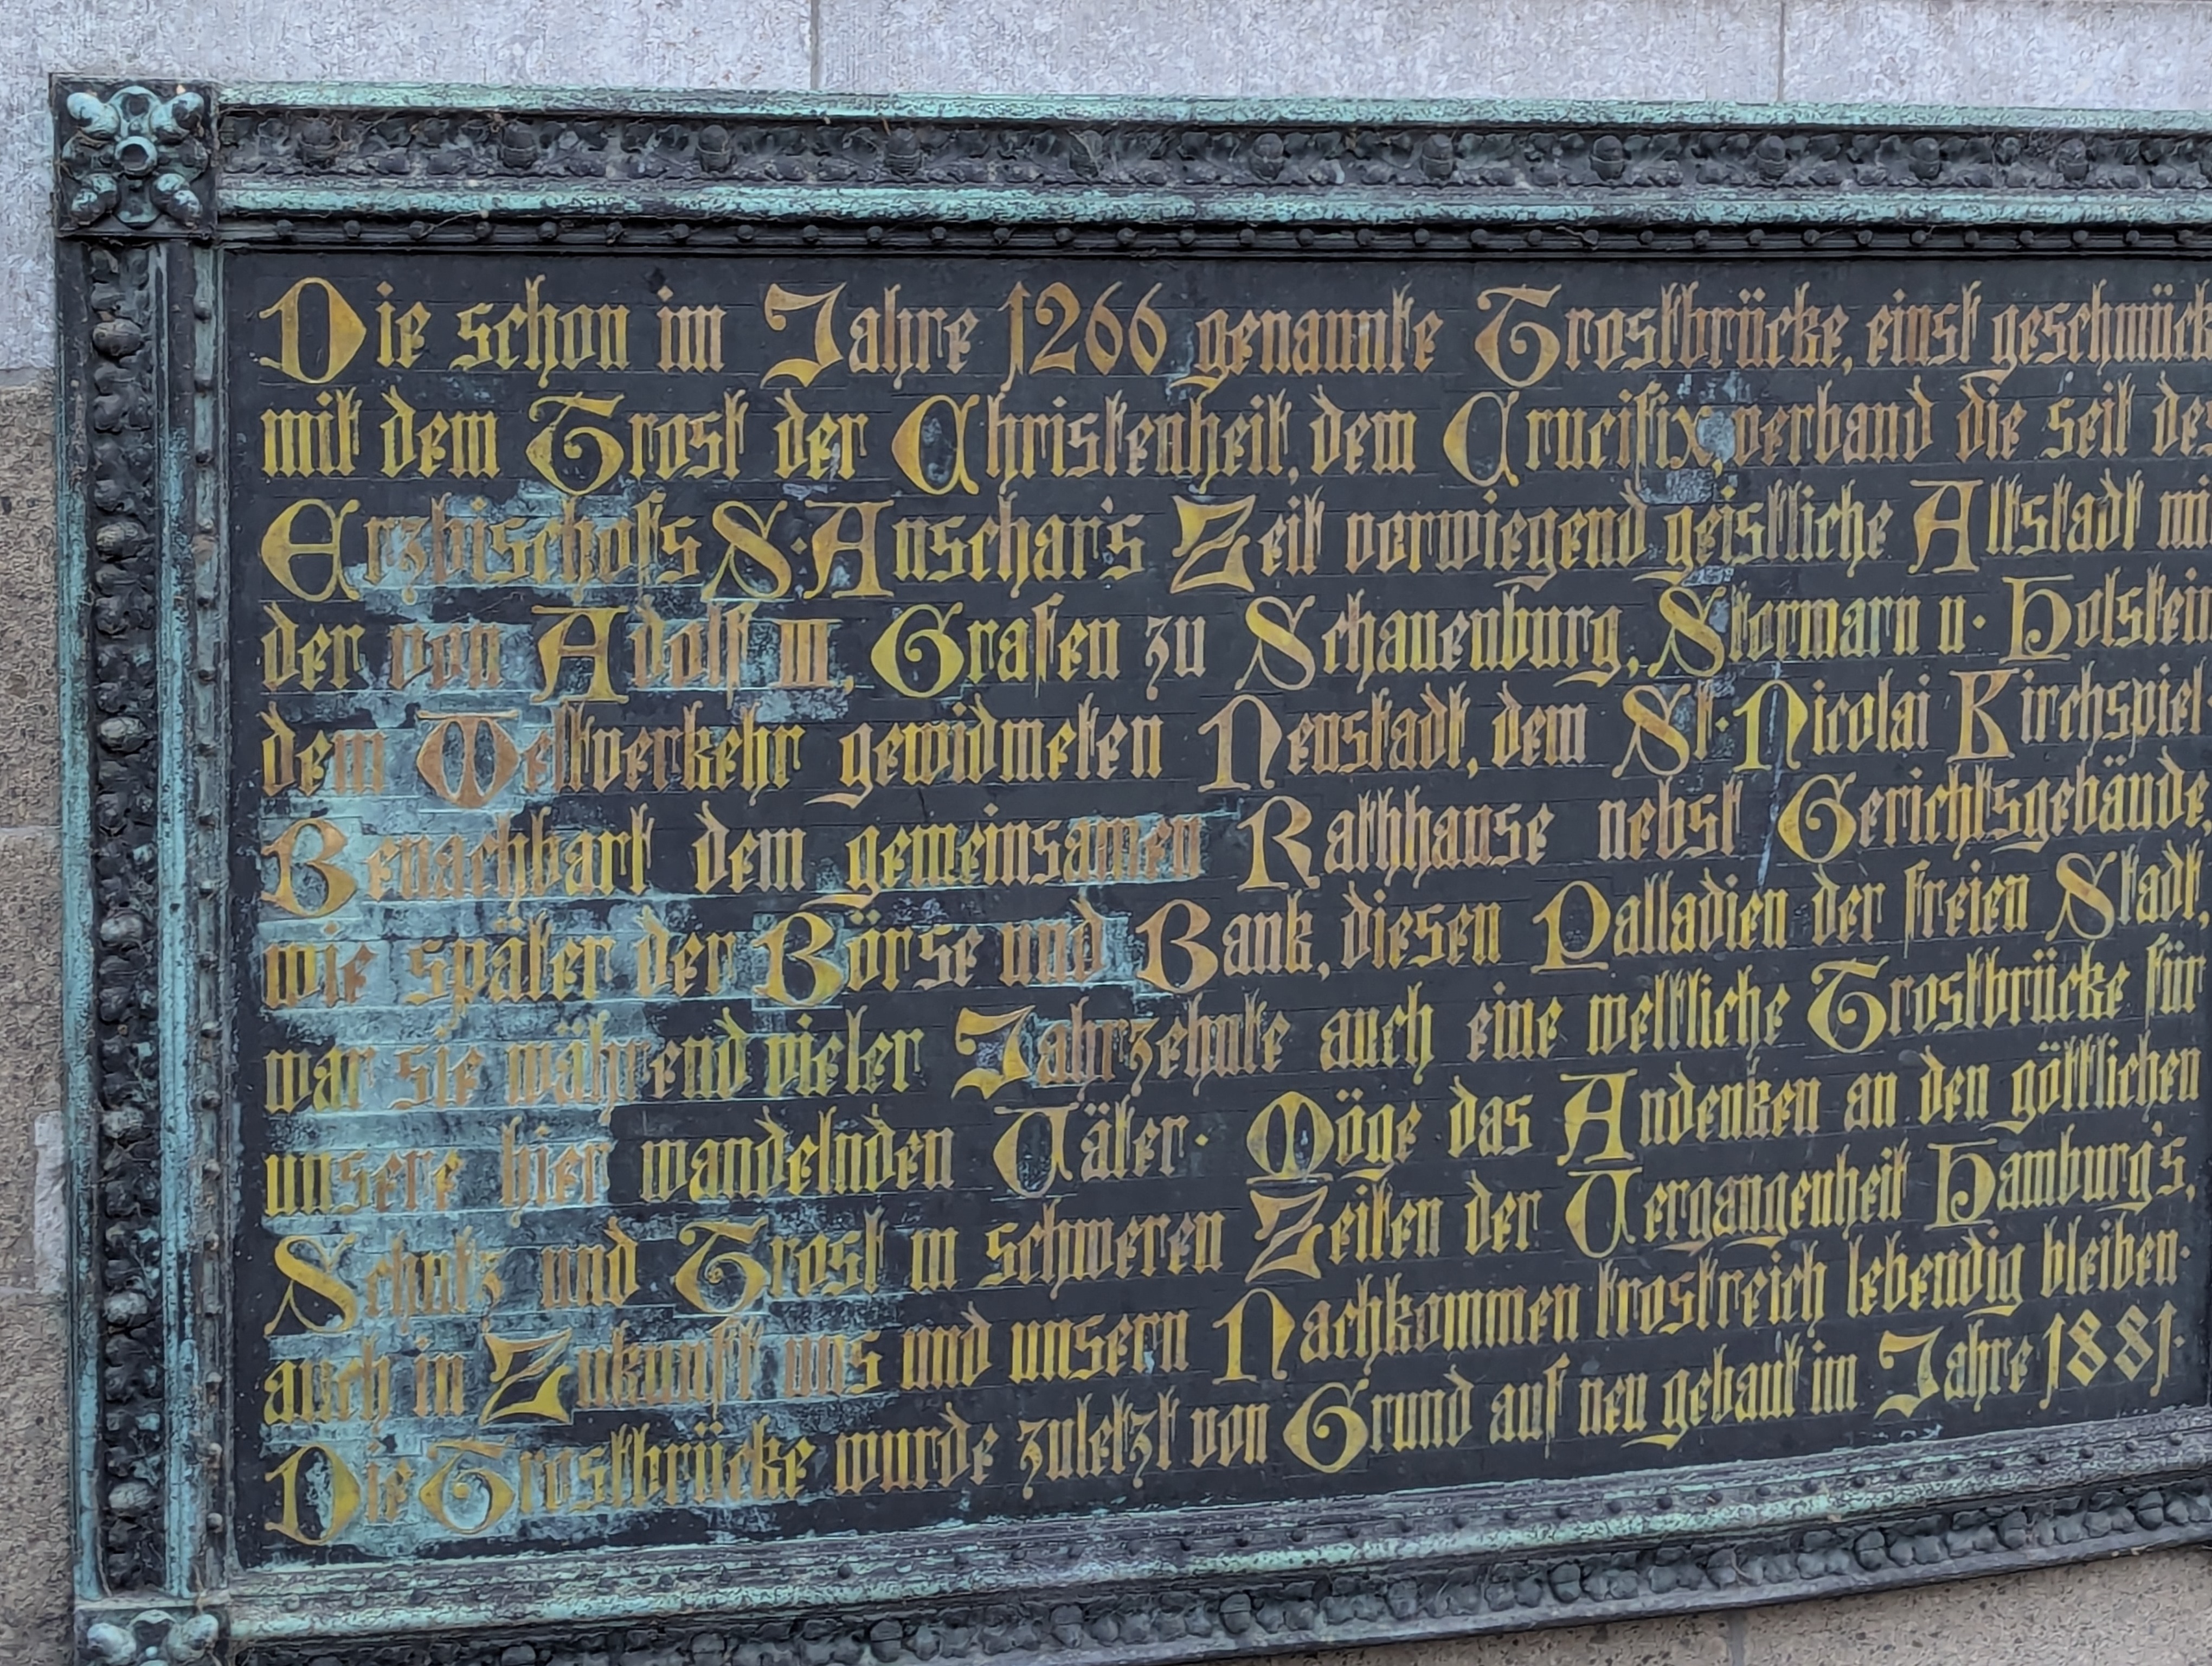 Die schon im Jahre 1266 genannte Trostbrücke, einst geschmück
mit dem Trost der Christenheit, dem Crucifix, verband die seit des
Erzbischofs S. Anschar's Zeit vorwiegend geistliche Altstadt mi
der von Adolf III, Grafen zu Schauenburg, Stormarn u. Holstein
dem Weltverkehr gewidmeten Neustadt, dem St. Nicolai Kirchspiel
Benachbart dem gemeinsamen Rathhause nebst Gerichtsgebäude
wie später der Börse und Bank, diesen Palladien der freien Stadt
war sie während vieler Jahrzehnte auch eine weltliche Trostbrücke für
unsere hier wandelnden Väter. Möge das Andenken an den göttlichen
Schutz und Trost in schweren Zeiten der Vergangenheit Hamburg's,
auch in Zukunft uns und unsern Nachkommen trostreich lebendig bleiben.
Die Trostbrücke wurde zuletzt von Grund auf neu gebaut im Jahre 1881.